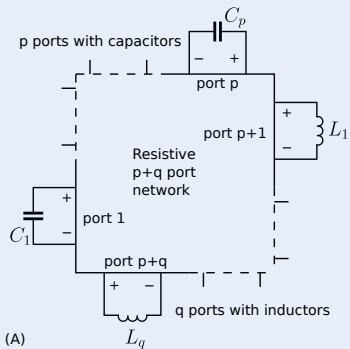 C_p
p ports with capacitors
− +
port p
+
port p+1
L_1
−
Resistive
p+q port
network
+
port 1
C_1
−
port p+q
+ −
q ports with inductors
L_q
(A)